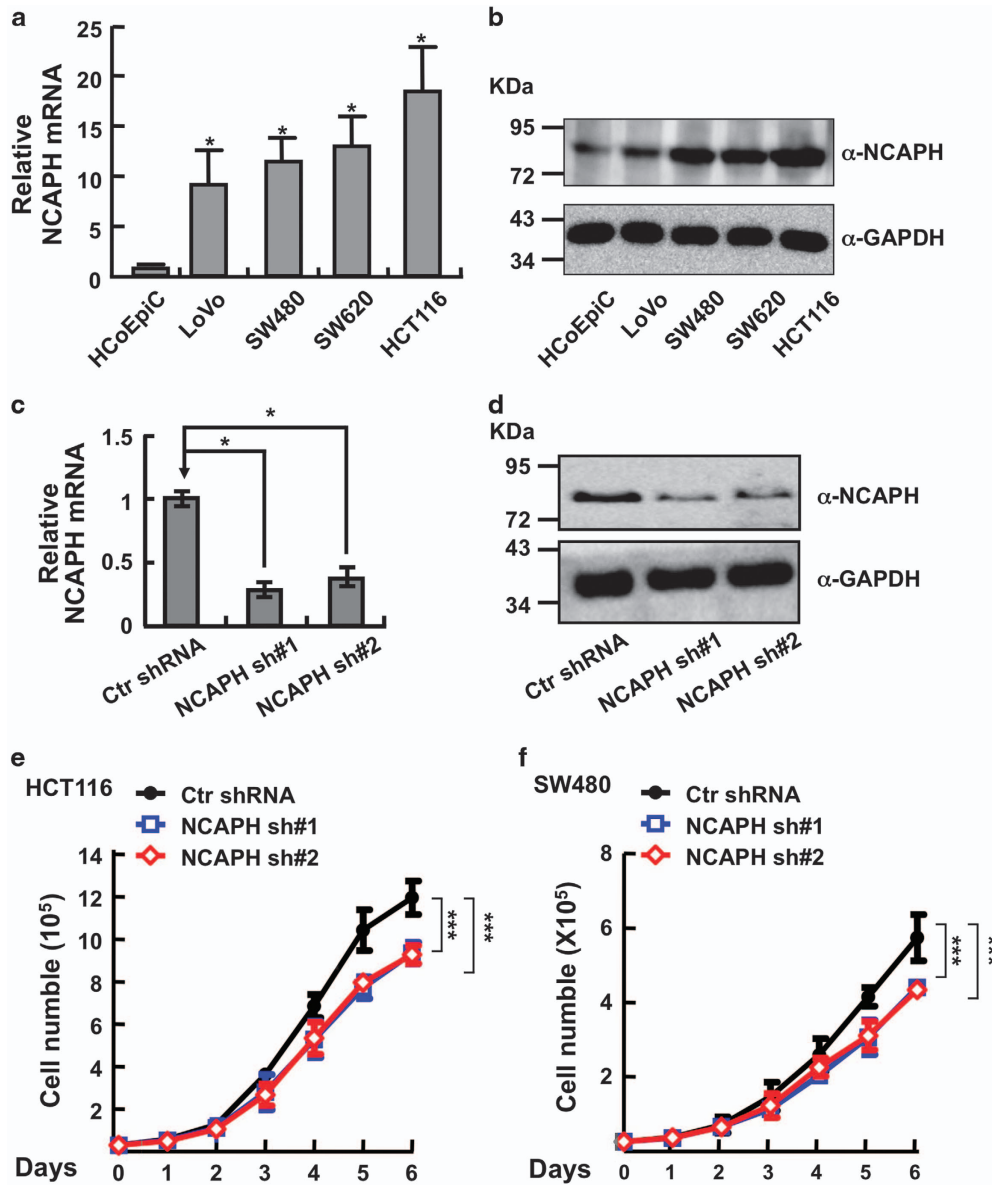 a
Relative
NCAPH mRNA
25
20
15
10
5
0
*
*
*
*
HCoEpiC
LoVo
SW480
SW620
HCT116
b
KDa
95
72
α-NCAPH
43
34
α-GAPDH
HCoEpiC
LoVo
SW480
SW620
HCT116
c
Relative
NCAPH mRNA
1.5
1
0.5
0
*
*
Ctr shRNA
NCAPH sh#1
NCAPH sh#2
d
KDa
95
72
α-NCAPH
43
34
α-GAPDH
Ctr shRNA
NCAPH sh#1
NCAPH sh#2
e
HCT116
Ctr shRNA
NCAPH sh#1
NCAPH sh#2
Cell numble (10⁵)
14
12
10
8
6
4
2
***
***
Days
0 1 2 3 4 5 6
f
SW480
Ctr shRNA
NCAPH sh#1
NCAPH sh#2
Cell numble (X10⁵)
8
6
4
2
***
***
Days
0 1 2 3 4 5 6